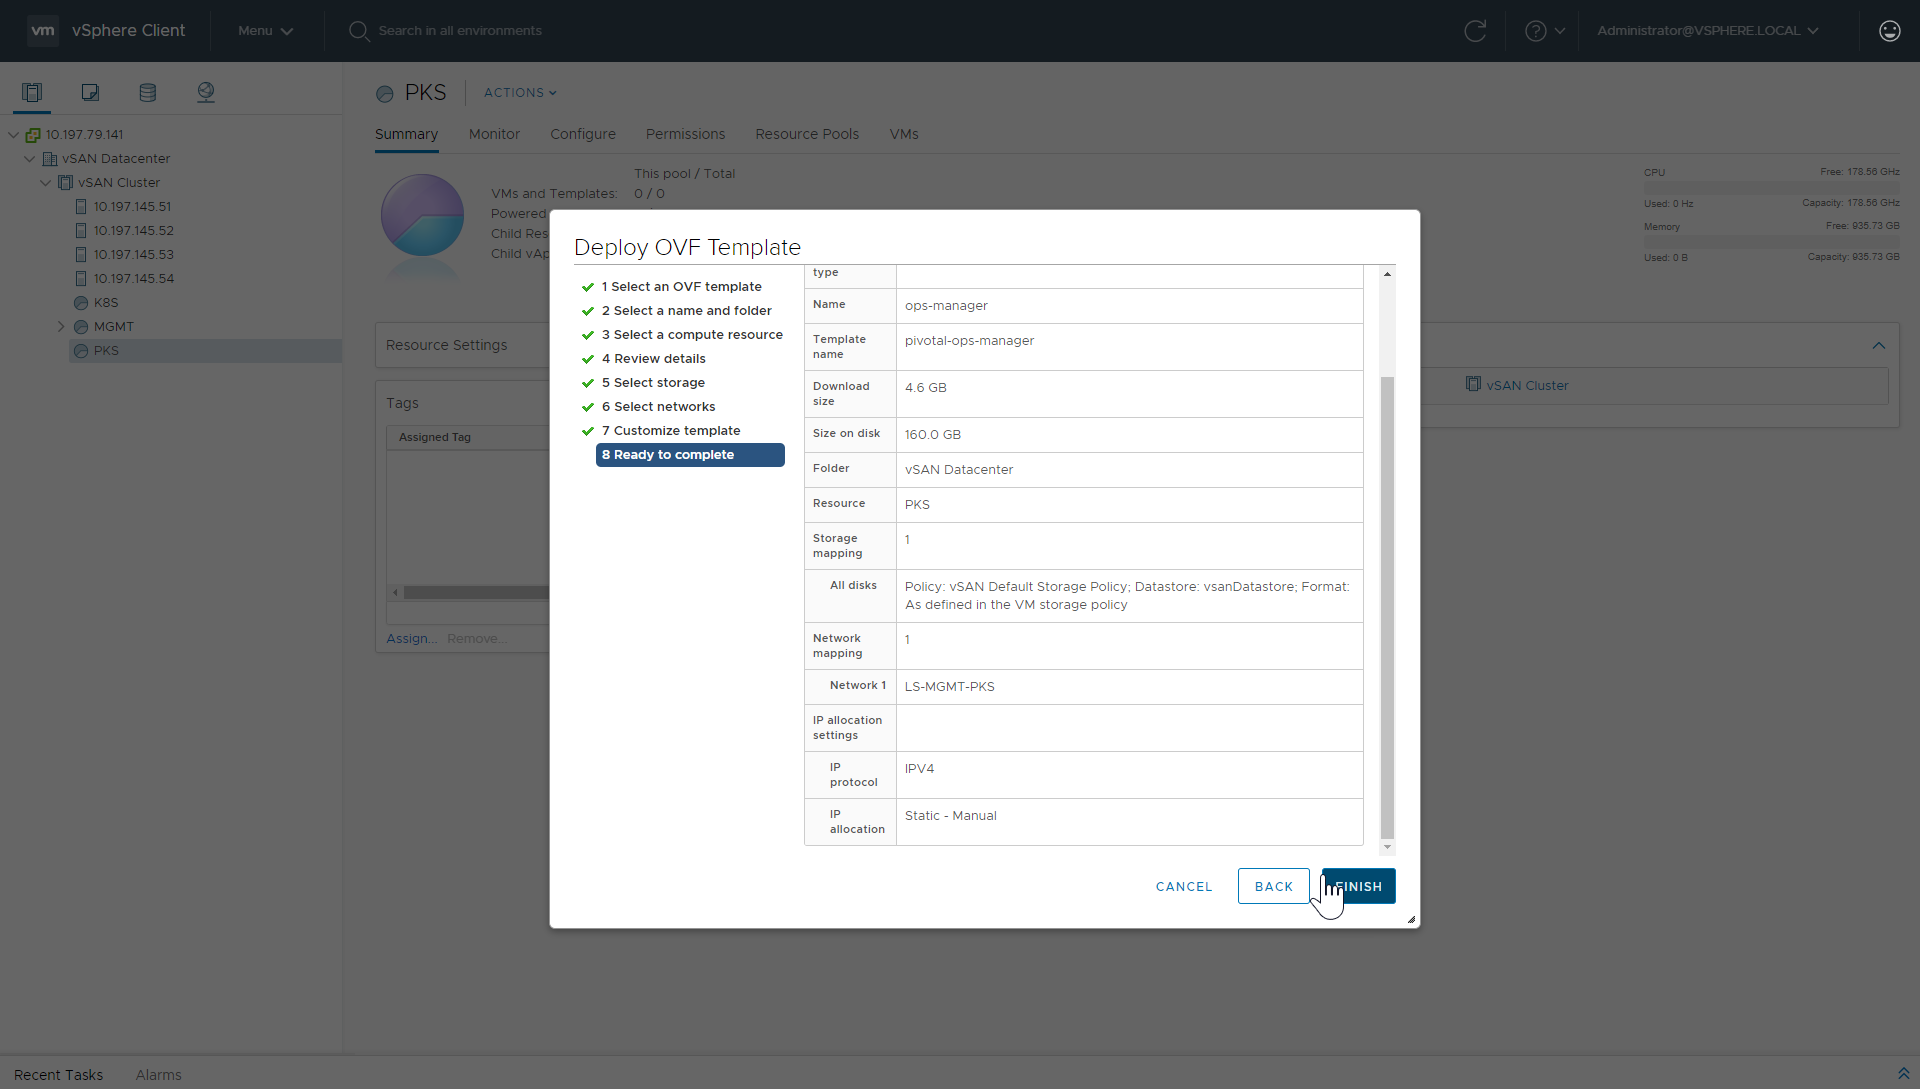 vm vSphere Client Menu Search in all environments Administrator@VSPHERE.LOCAL
10.197.79.141
vSAN Datacenter
vSAN Cluster
10.197.145.51
10.197.145.52
10.197.145.53
10.197.145.54
K8S
MGMT
PKS
PKS ACTIONS
Summary Monitor Configure Permissions Resource Pools VMs
This pool / Total
VMs and Templates: 0 / 0
Powered
Child Res
Child vAp
CPU Free: 178.56 GHz
Used: 0 Hz Capacity: 178.56 GHz
Memory Free: 935.73 GB
Used: 0 B Capacity: 935.73 GB
Resource Settings
vSAN Cluster
Tags
Assigned Tag
Assign... Remove...
Deploy OVF Template
1 Select an OVF template
2 Select a name and folder
3 Select a compute resource
4 Review details
5 Select storage
6 Select networks
7 Customize template
8 Ready to complete
type
Name ops-manager
Template
name
pivotal-ops-manager
Download
size
4.6 GB
Size on disk 160.0 GB
Folder vSAN Datacenter
Resource PKS
Storage
mapping
1
All disks Policy: vSAN Default Storage Policy; Datastore: vsanDatastore; Format:
As defined in the VM storage policy
Network
mapping
1
Network 1 LS-MGMT-PKS
IP allocation
settings
IP
protocol
IPV4
IP
allocation
Static - Manual
CANCEL BACK FINISH
Recent Tasks Alarms